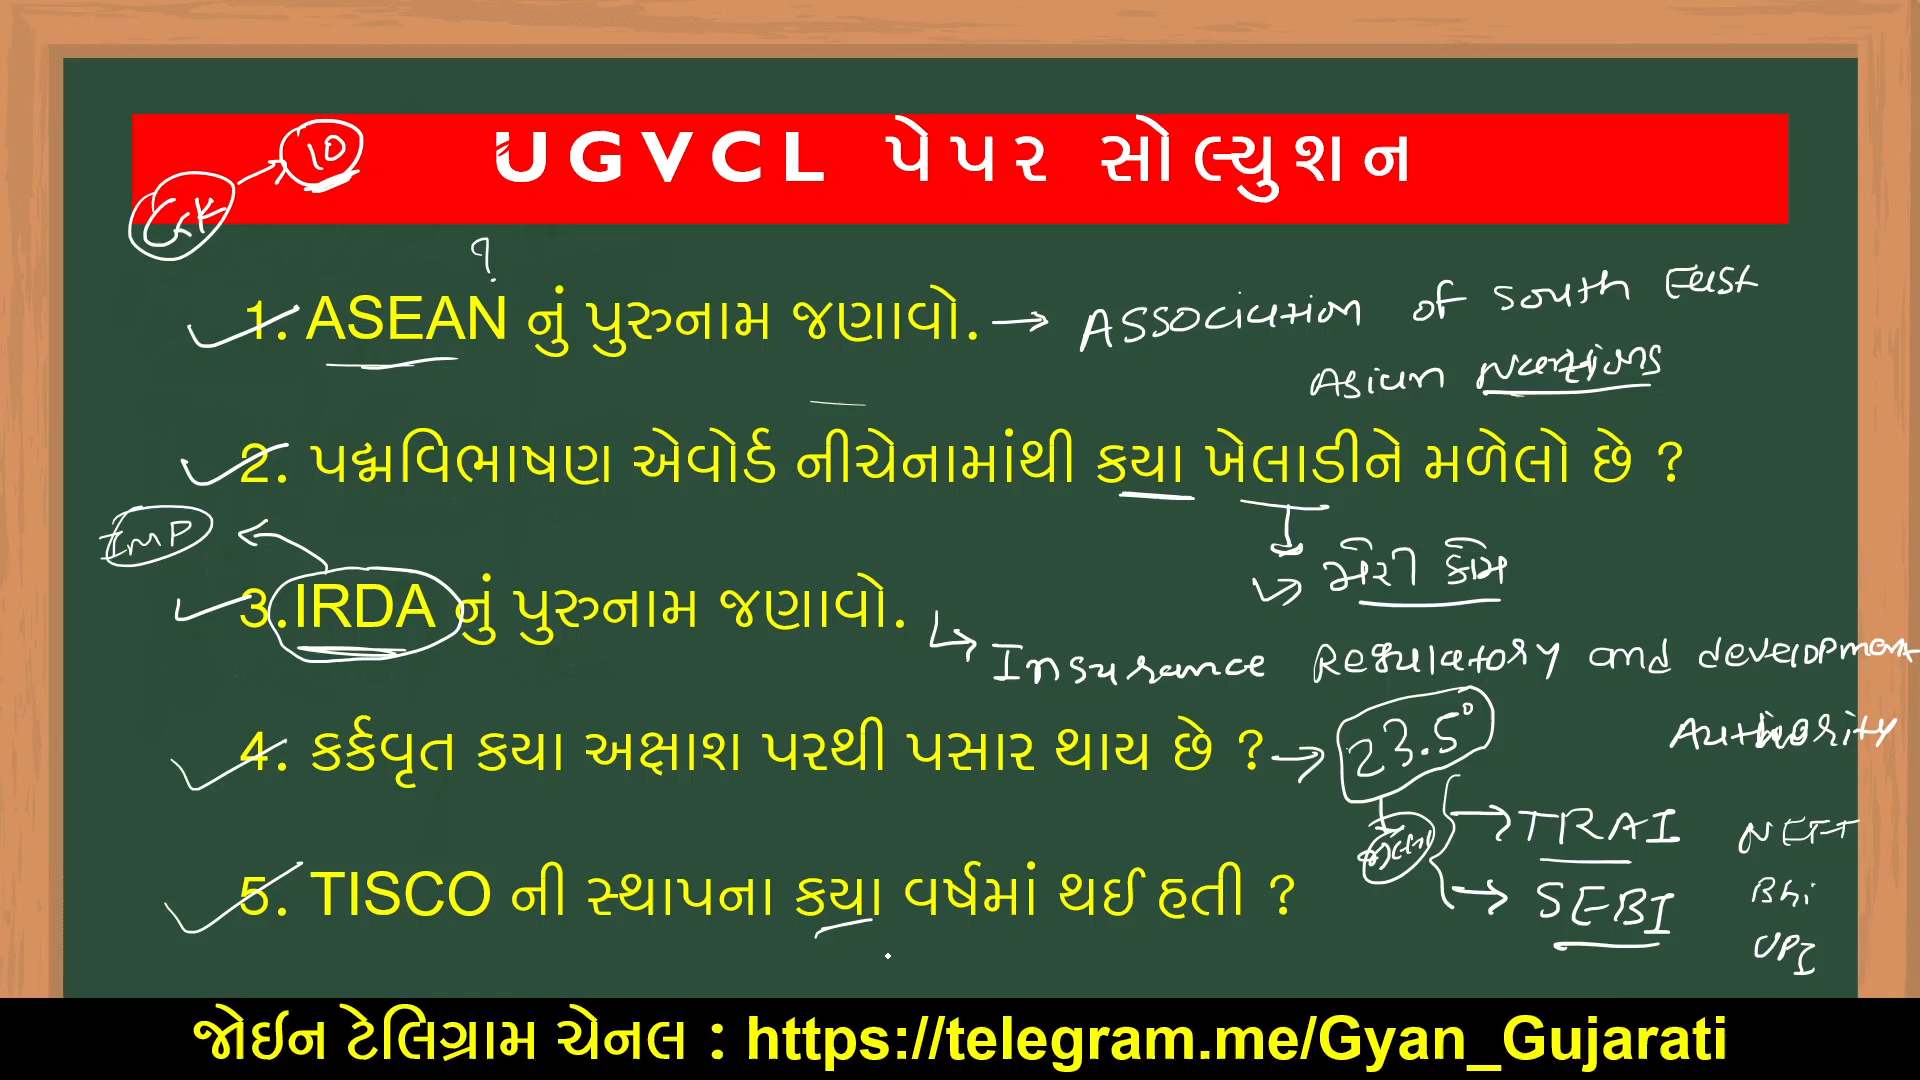 UGVCL પેપર સોલ્યુશન
GK → 10
?
1. ASEAN નું પુરુનામ જણાવો. → Association of South East
Asian Nations
2. પદ્મવિભાષણ એવોર્ડ નીચેનામાંથી કયા ખેલાડીને મળેલો છે ?
Imp
મેરી કોમ
3. IRDA નું પુરુનામ જણાવો.
Insurance Regulatory and development
Authority
4. કર્કવૃત કયા અક્ષાશ પરથી પસાર થાય છે ? → 23.5°
→ TRAI
NEFT
5. TISCO ની સ્થાપના કયા વર્ષમાં થઈ હતી ?
→ SEBI
Bhi
UPI
જોઈન ટેલિગ્રામ ચેનલ : https://telegram.me/Gyan_Gujarati